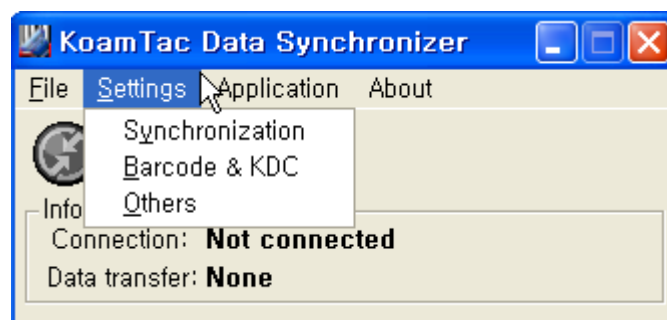 KoamTac Data Synchronizer
File Settings Application About
Synchronization
Barcode & KDC
Others
Info
Connection: Not connected
Data transfer: None